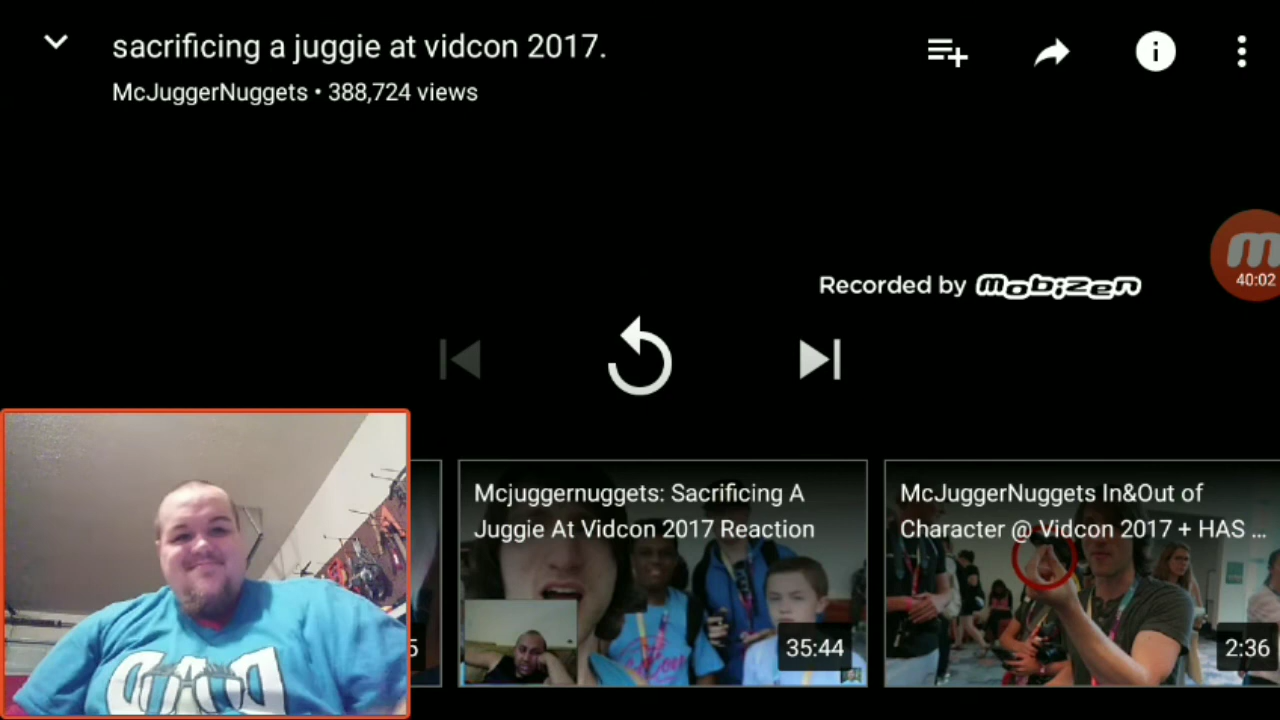 sacrificing a juggie at vidcon 2017.
McJuggerNuggets • 388,724 views
40:02
Recorded by mobizen
Mcjuggernuggets: Sacrificing A
Juggie At Vidcon 2017 Reaction
35:44
McJuggerNuggets In&Out of
Character @ Vidcon 2017 + HAS ...
2:36
5